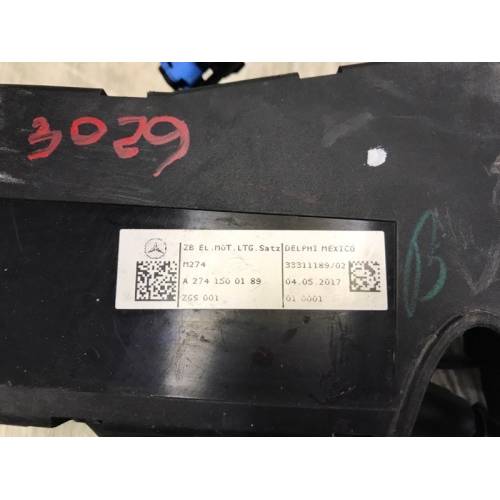 3029
ZB EL.MOT.LTG.Satz DELPHI MEXICO
M274 33311189/02
A 274 150 01 89 04.05.2017
ZGS 001 01 0001
B